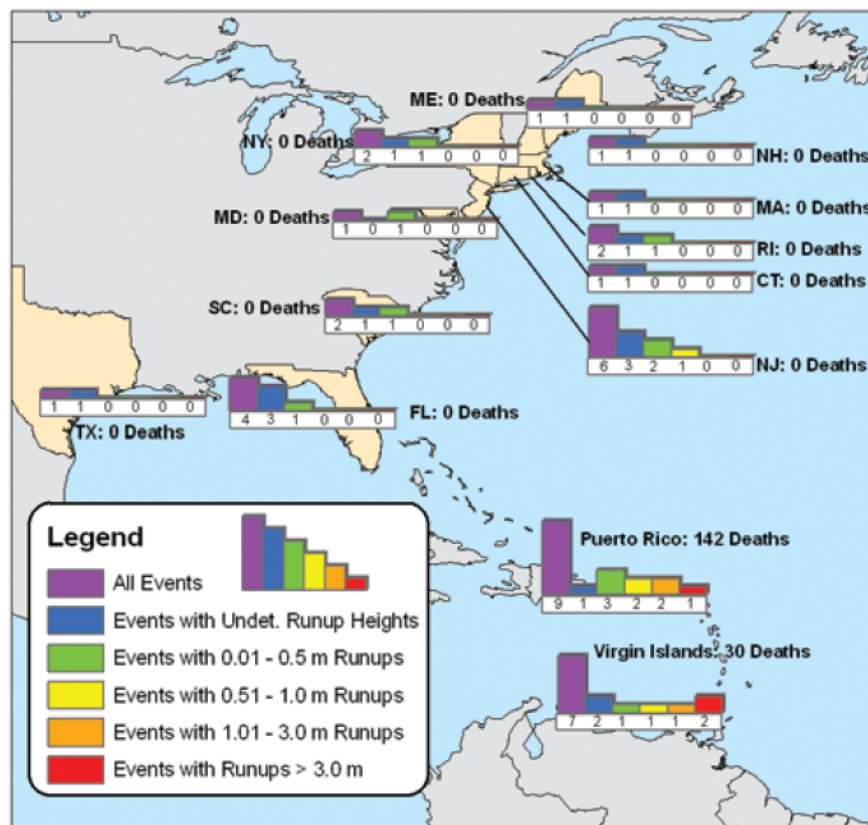 ME: 0 Deaths
1 1 0 0 0 0
NY: 0 Deaths
2 1 1 0 0 0
1 1 0 0 0 0
NH: 0 Deaths
1 1 0 0 0 0
MA: 0 Deaths
MD: 0 Deaths
1 0 1 0 0 0
2 1 1 0 0 0
RI: 0 Deaths
1 1 0 0 0 0
CT: 0 Deaths
SC: 0 Deaths
2 1 1 0 0 0
6 3 2 1 0 0
NJ: 0 Deaths
1 1 0 0 0 0
TX: 0 Deaths
4 3 1 0 0 0
FL: 0 Deaths
Puerto Rico: 142 Deaths
9 1 3 2 2 1
Virgin Islands: 30 Deaths
7 2 1 1 1 2
Legend
All Events
Events with Undet. Runup Heights
Events with 0.01 - 0.5 m Runups
Events with 0.51 - 1.0 m Runups
Events with 1.01 - 3.0 m Runups
Events with Runups > 3.0 m